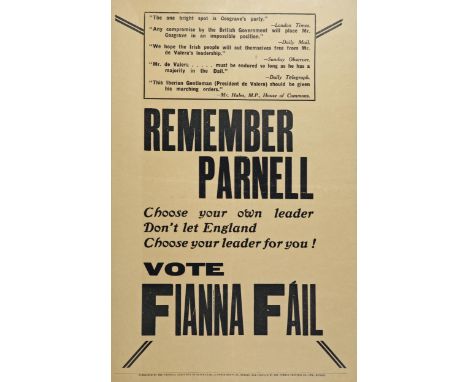 "The one bright spot is Cosgrave's party."
—London Times.
"Any compromise by the British Government will place Mr.
Cosgrave in an impossible position."
—Daily Mail.
"We hope the Irish people will cut themselves free from Mr.
de Valera's leadership."
—Sunday Observer.
"Mr. de Valera . . . . . must be endured so long as he has a
majority in the Dail."
—Daily Telegraph.
"This Iberian Gentleman (President de Valera) should be given
his marching orders."
—Mr. Hahn, M.P., House of Commons.
REMEMBER
PARNELL
Choose your own leader
Don't let England
Choose your leader for you !
VOTE
FIANNA FÁIL